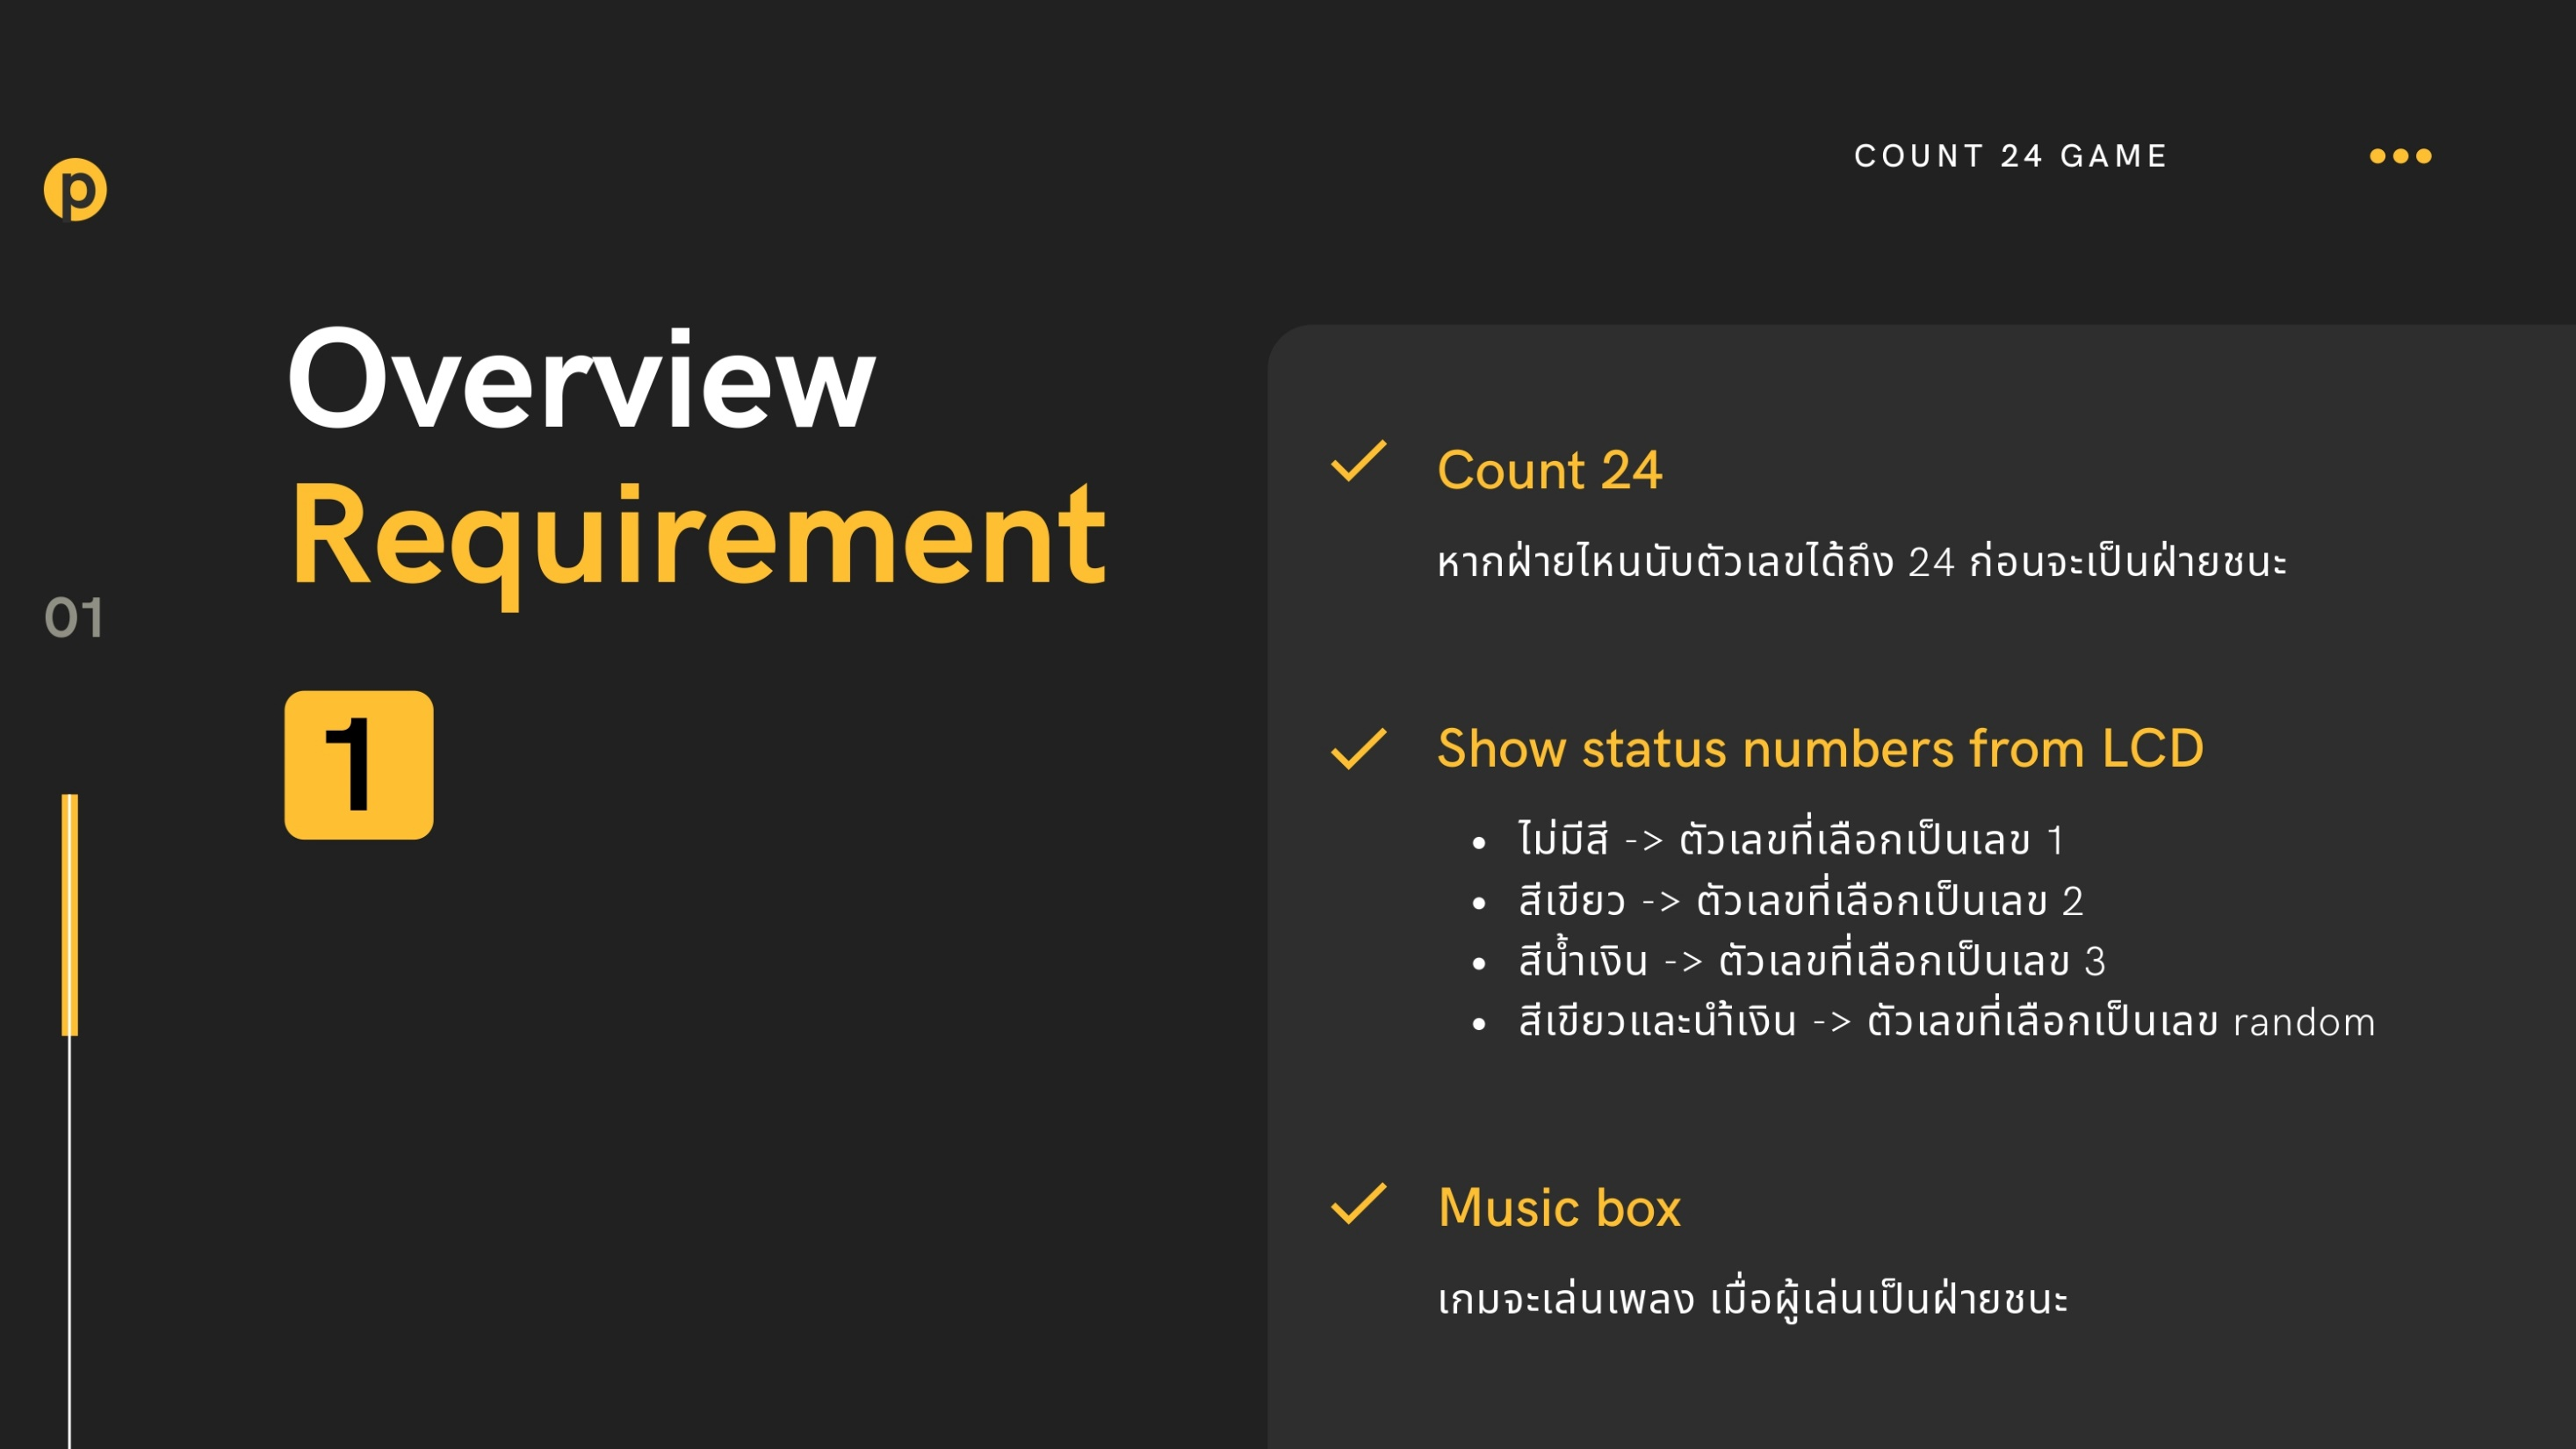 p
COUNT 24 GAME
Overview
Requirement
01
1
Count 24
หากฝ่ายไหนนับตัวเลขได้ถึง 24 ก่อนจะเป็นฝ่ายชนะ
Show status numbers from LCD
• ไม่มีสี -> ตัวเลขที่เลือกเป็นเลข 1
• สีเขียว -> ตัวเลขที่เลือกเป็นเลข 2
• สีน้ำเงิน -> ตัวเลขที่เลือกเป็นเลข 3
• สีเขียวและนำ้เงิน -> ตัวเลขที่เลือกเป็นเลข random
Music box
เกมจะเล่นเพลง เมื่อผู้เล่นเป็นฝ่ายชนะ